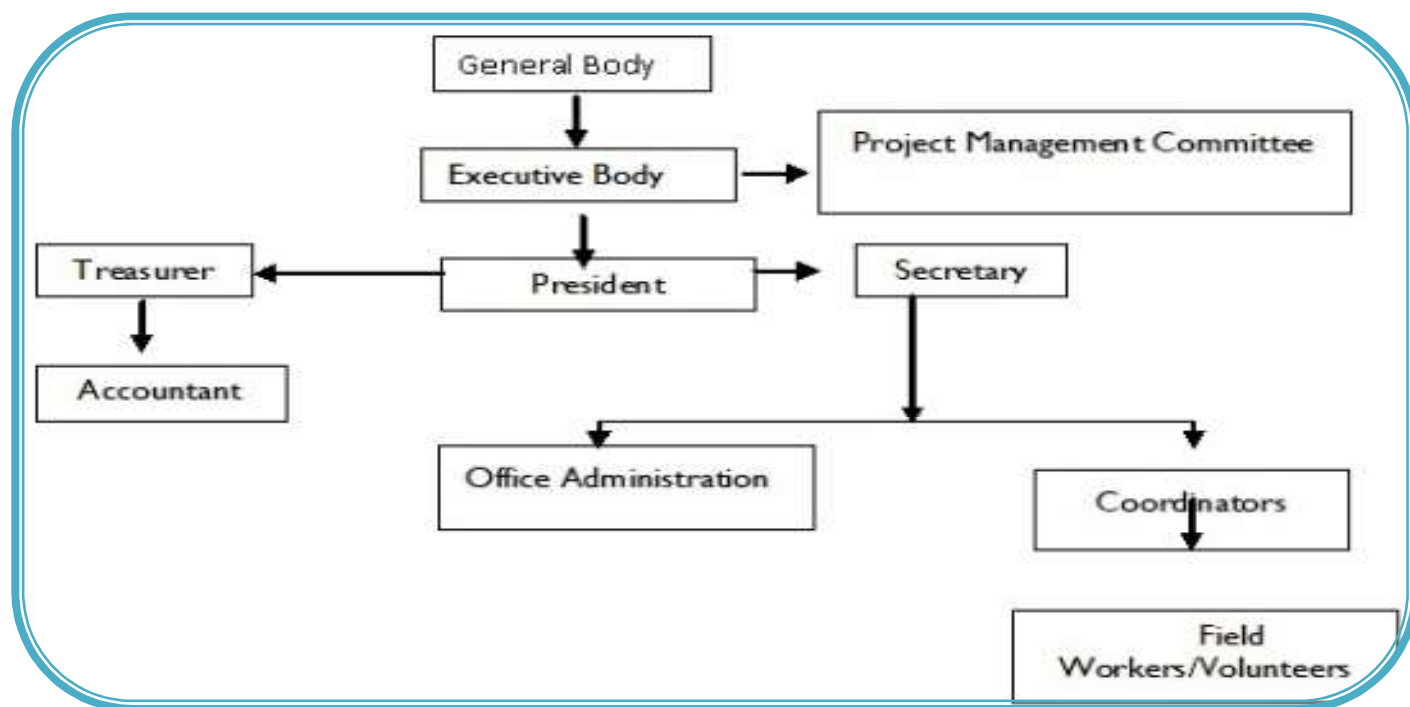 General Body
Project Management Committee
Executive Body
Treasurer
President
Secretary
Accountant
Office Administration
Coordinators
Field
Workers/Volunteers